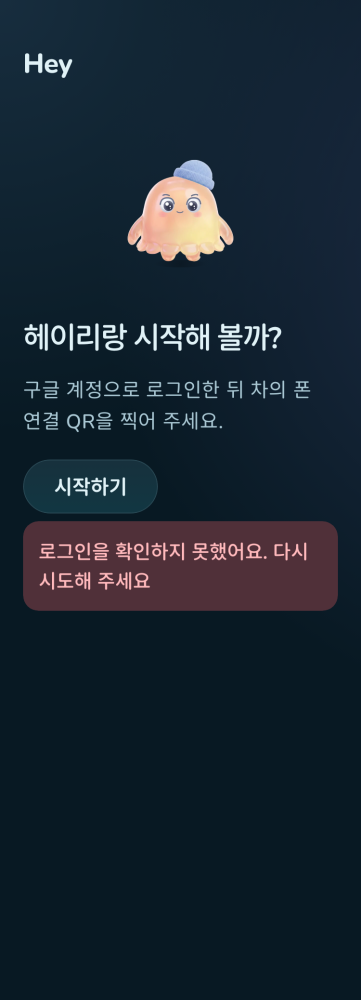 Hey
헤이리랑 시작해 볼까?
구글 계정으로 로그인한 뒤 차의 폰
연결 QR을 찍어 주세요.
시작하기
로그인을 확인하지 못했어요. 다시
시도해 주세요